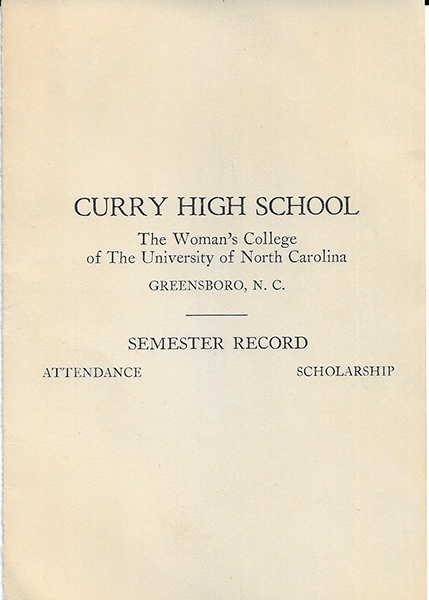 CURRY HIGH SCHOOL
The Woman's College
of The University of North Carolina
GREENSBORO, N. C.
SEMESTER RECORD
ATTENDANCE SCHOLARSHIP